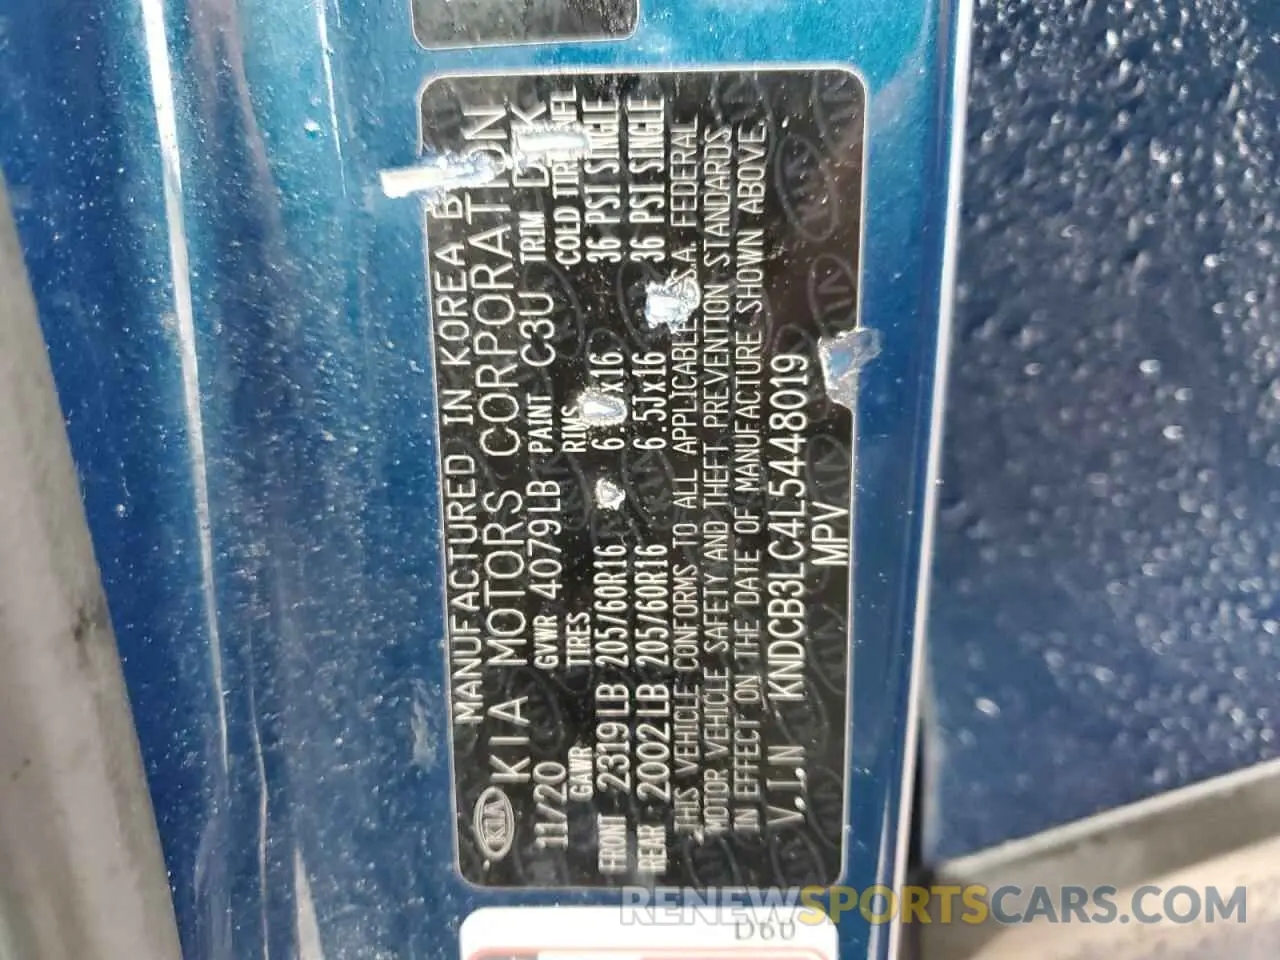 MANUFACTURED IN KOREA B
KIA KIA MOTORS CORPORATION
11/20 GVWR 4079LB PAINT C3U TRIM
GAWR TIRES RIMS COLD TIRE
FRONT 2319LB 205/60R16 36 PSI SINGLE
REAR 2002LB 205/60R16 6.5Jx16 36 PSI SINGLE
THIS VEHICLE CONFORMS TO ALL APPLICABLE FEDERAL
MOTOR VEHICLE SAFETY AND THEFT PREVENTION STANDARDS
IN EFFECT ON THE DATE OF MANUFACTURE SHOWN ABOVE.
V.I.N KNDCB3LC4L5448019
MPV
RENEWSPORTSCARS.COM
D60